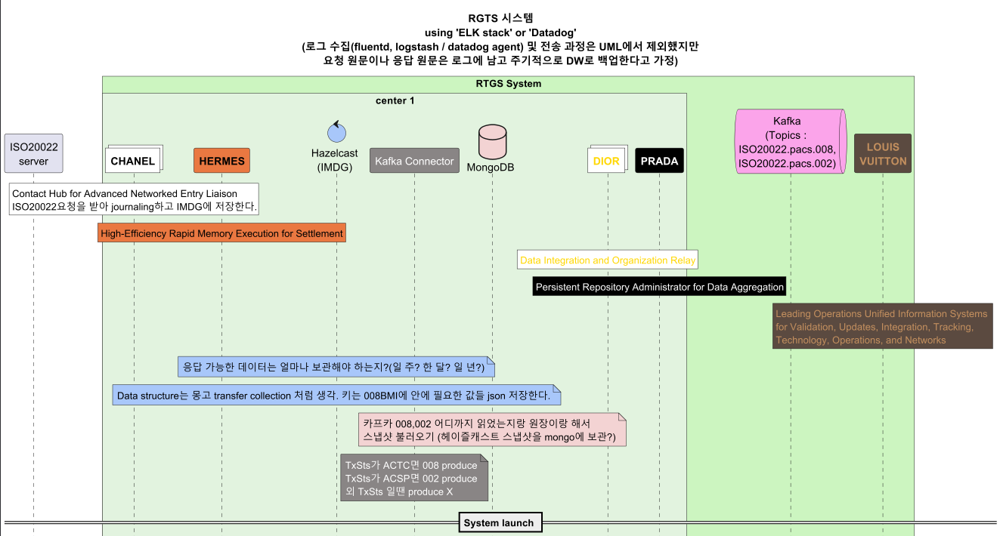 RGTS 시스템
using 'ELK stack' or 'Datadog'
(로그 수집(fluentd, logstash / datadog agent) 및 전송 과정은 UML에서 제외했지만
요청 원문이나 응답 원문은 로그에 남고 주기적으로 DW로 백업한다고 가정)
RTGS System
center 1
ISO20022
server
CHANEL
HERMES
Hazelcast
(IMDG)
Kafka Connector
MongoDB
DIOR
PRADA
Kafka
(Topics :
ISO20022.pacs.008,
ISO20022.pacs.002)
LOUIS
VUITTON
Contact Hub for Advanced Networked Entry Liaison
ISO20022요청을 받아 journaling하고 IMDG에 저장한다.
High-Efficiency Rapid Memory Execution for Settlement
Data Integration and Organization Relay
Persistent Repository Administrator for Data Aggregation
Leading Operations Unified Information Systems
for Validation, Updates, Integration, Tracking,
Technology, Operations, and Networks
응답 가능한 데이터는 얼마나 보관해야 하는지?(일 주? 한 달? 일 년?)
Data structure는 몽고 transfer collection 처럼 생각. 키는 008BMI에 안에 필요한 값들 json 저장한다.
카프카 008,002 어디까지 읽었는지랑 원장이랑 해서
스냅샷 불러오기 (헤이즐캐스트 스냅샷을 mongo에 보관?)
TxSts가 ACTC면 008 produce
TxSts가 ACSP면 002 produce
외 TxSts 일땐 produce X
System launch